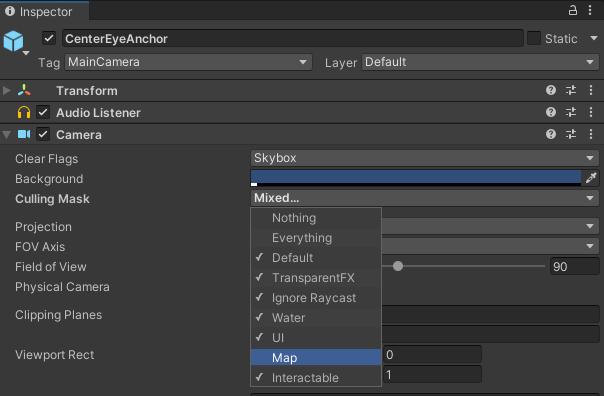 Inspector
CenterEyeAnchor Static
Tag MainCamera Layer Default
Transform
Audio Listener
Camera
Clear Flags Skybox
Background
Culling Mask Mixed...
Nothing
Projection
Everything
FOV Axis
Default
Field of View 90
TransparentFX
Physical Camera
Ignore Raycast
Clipping Planes
Water
UI
Viewport Rect Map 0
Interactable 1